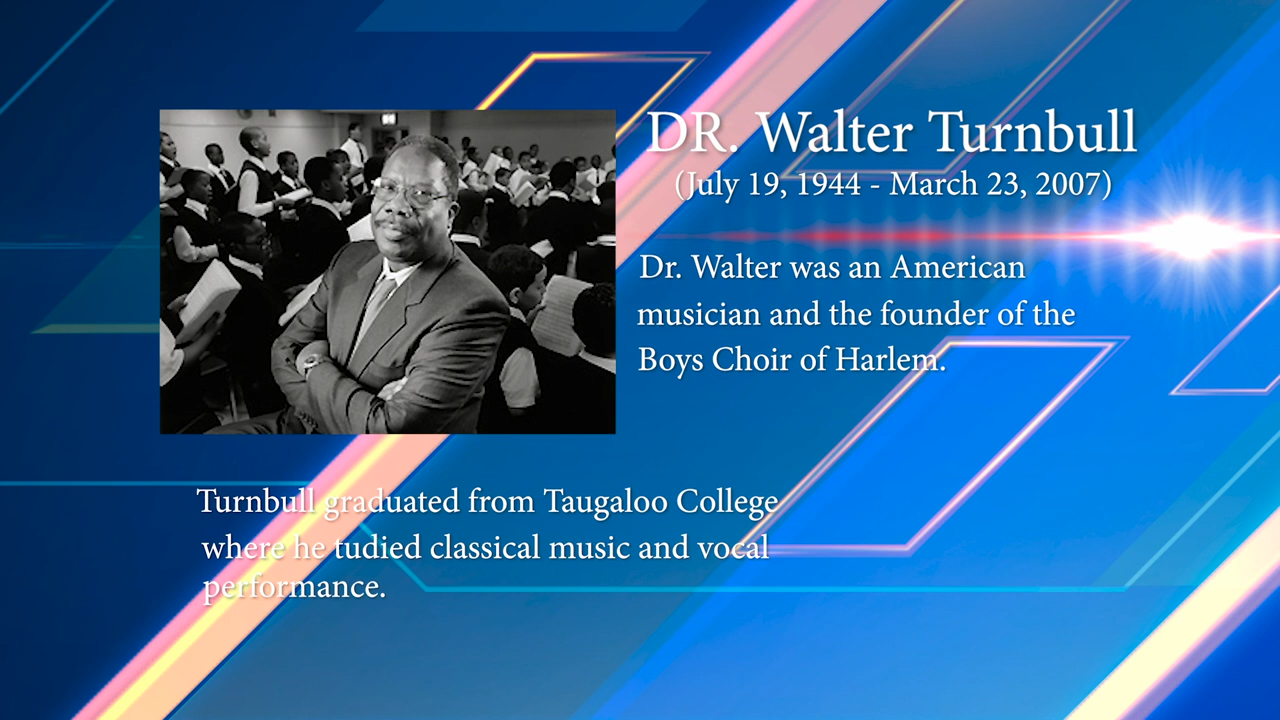 DR. Walter Turnbull
(July 19, 1944 - March 23, 2007)
Dr. Walter was an American
musician and the founder of the
Boys Choir of Harlem.
Turnbull graduated from Taugaloo College
where he tudied classical music and vocal
performance.